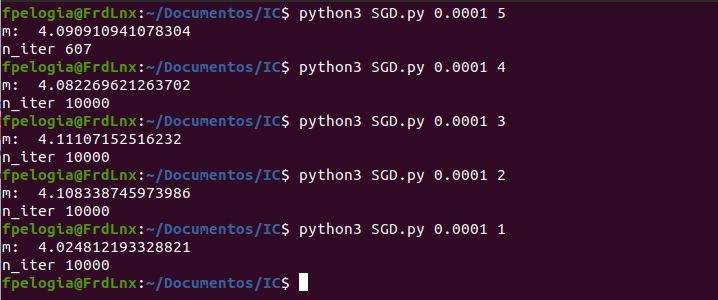 fpelogia@FrdLnx:~/Documentos/IC$ python3 SGD.py 0.0001 5
m:  4.090910941078304
n_iter 607
fpelogia@FrdLnx:~/Documentos/IC$ python3 SGD.py 0.0001 4
m:  4.082269621263702
n_iter 10000
fpelogia@FrdLnx:~/Documentos/IC$ python3 SGD.py 0.0001 3
m:  4.11107152516232
n_iter 10000
fpelogia@FrdLnx:~/Documentos/IC$ python3 SGD.py 0.0001 2
m:  4.108338745973986
n_iter 10000
fpelogia@FrdLnx:~/Documentos/IC$ python3 SGD.py 0.0001 1
m:  4.024812193328821
n_iter 10000
fpelogia@FrdLnx:~/Documentos/IC$